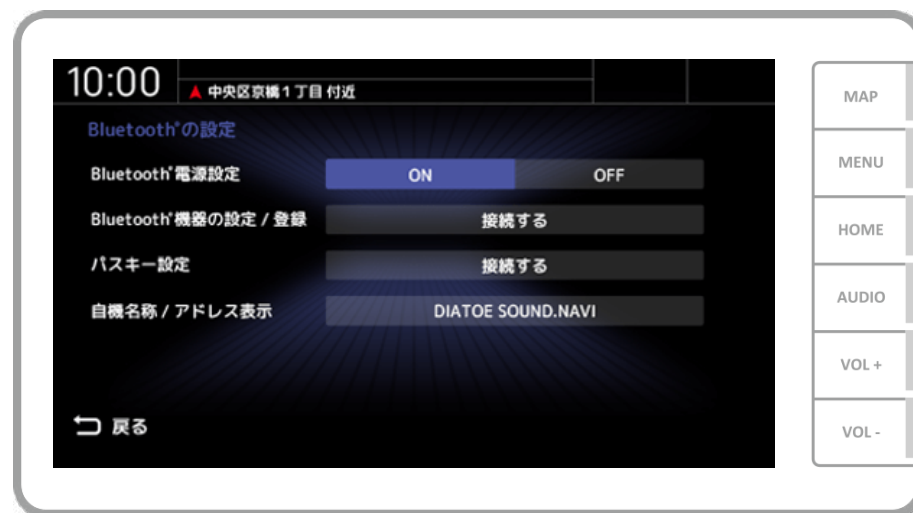 10:00
中央区京橋1丁目 付近
Bluetooth®の設定
Bluetooth®電源設定 ON OFF
Bluetooth®機器の設定 / 登録 接続する
パスキー設定 接続する
自機名称 / アドレス表示 DIATOE SOUND.NAVI
戻る
MAP
MENU
HOME
AUDIO
VOL +
VOL -